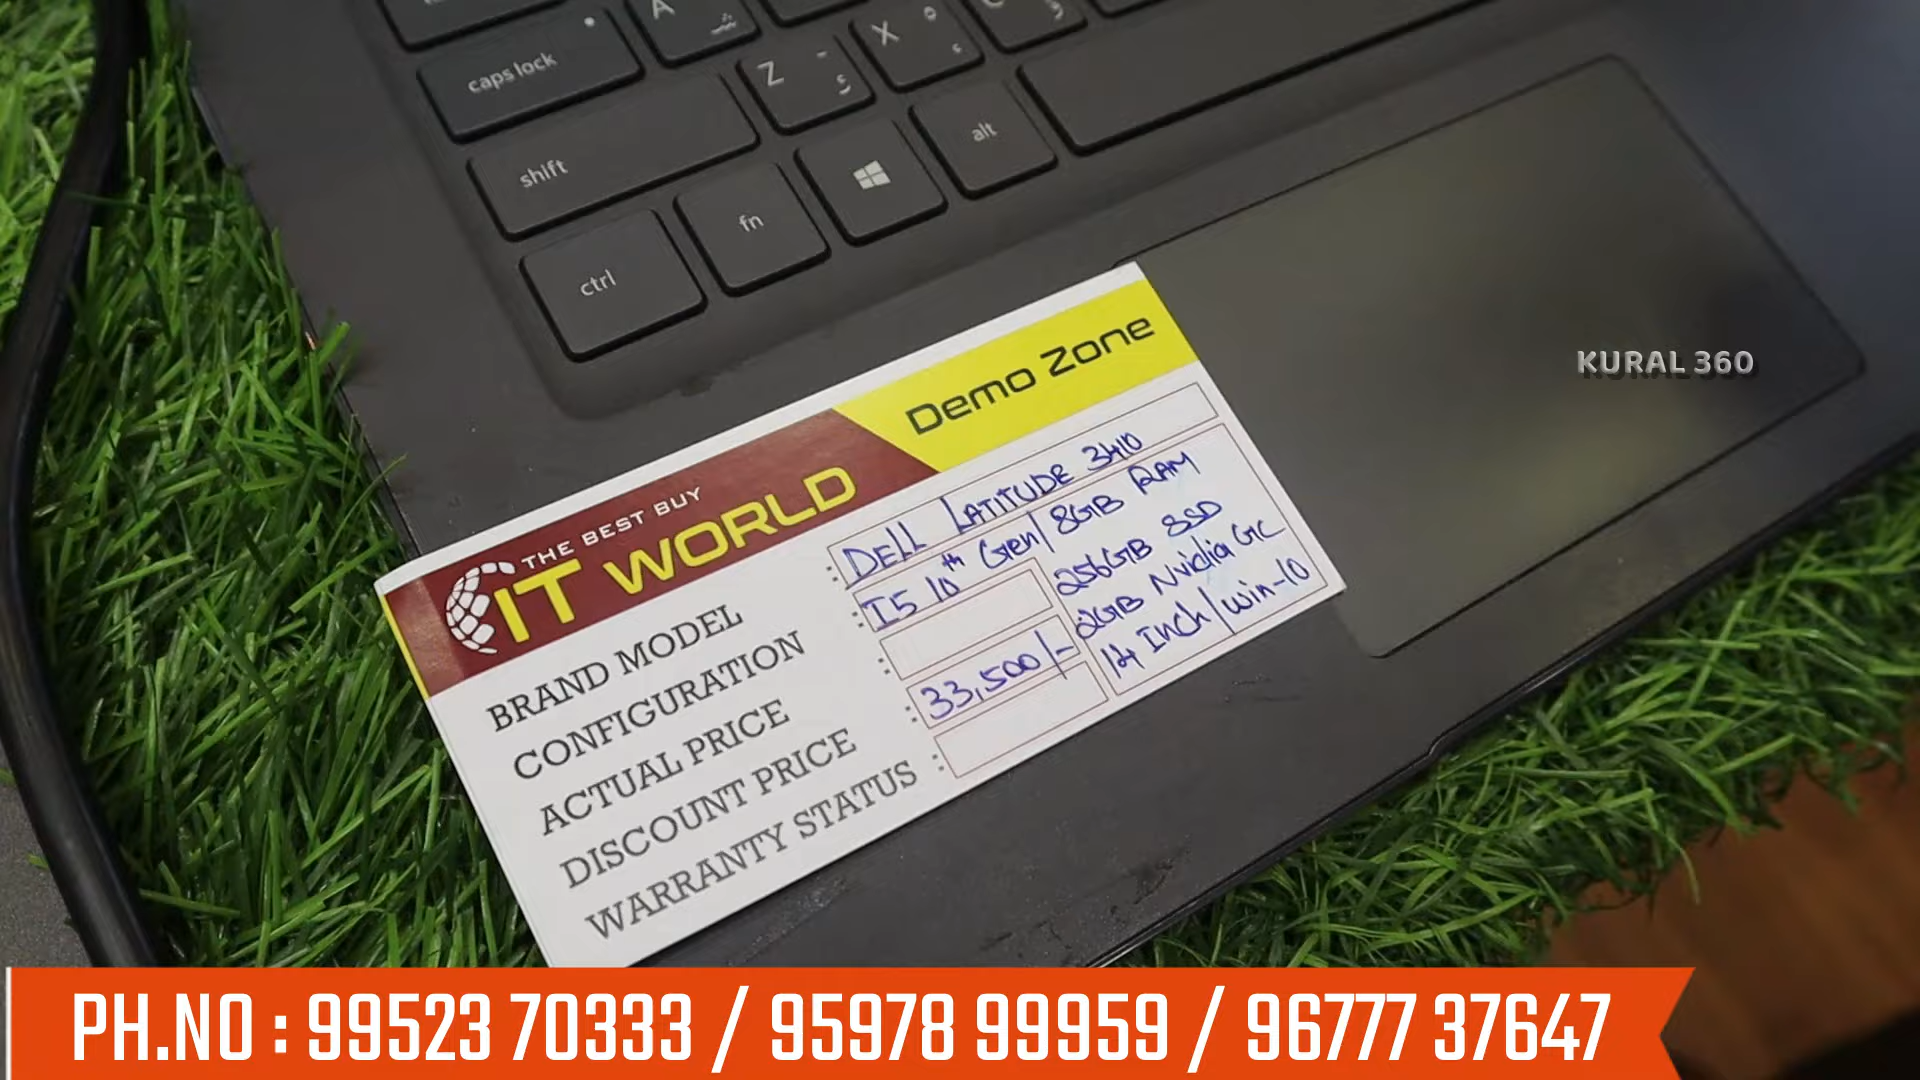 caps lock
A ش
Z ئ
X ء
shift
alt
fn
ctrl
KURAL 360
Demo Zone
THE BEST BUY
IT WORLD
BRAND MODEL : DELL LATITUDE 3410
CONFIGURATION : I5 10th Gen/ 8GB RAM
256GB SSD
2GB Nvidia GC
14 Inch/win-10
ACTUAL PRICE :
DISCOUNT PRICE : 33,500/-
WARRANTY STATUS :
PH.NO : 99523 70333 / 95978 99959 / 96777 37647